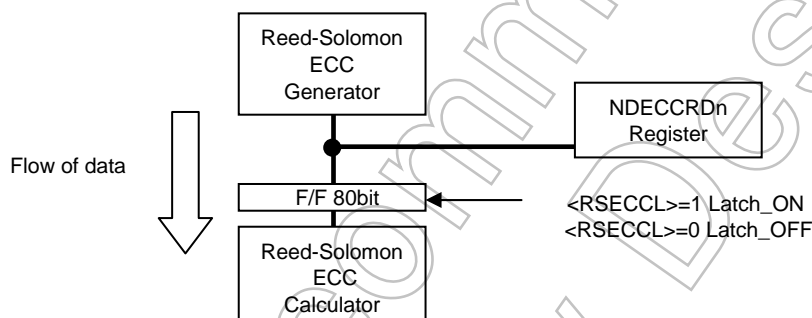 Reed-Solomon
ECC
Generator
NDECCRDn
Register
Flow of data
F/F 80bit
<RSECCL>=1 Latch_ON
<RSECCL>=0 Latch_OFF
Reed-Solomon
ECC
Calculator